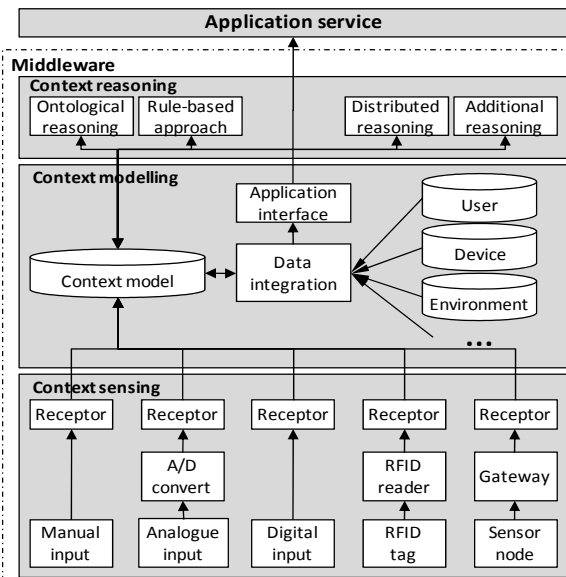 Application service
Middleware
Context reasoning
Ontological
reasoning
Rule-based
approach
Distributed
reasoning
Additional
reasoning
Context modelling
Application
interface
User
Context model
Data
integration
Device
Environment
...
Context sensing
Receptor
Receptor
Receptor
Receptor
Receptor
A/D
convert
RFID
reader
Gateway
Manual
input
Analogue
input
Digital
input
RFID
tag
Sensor
node